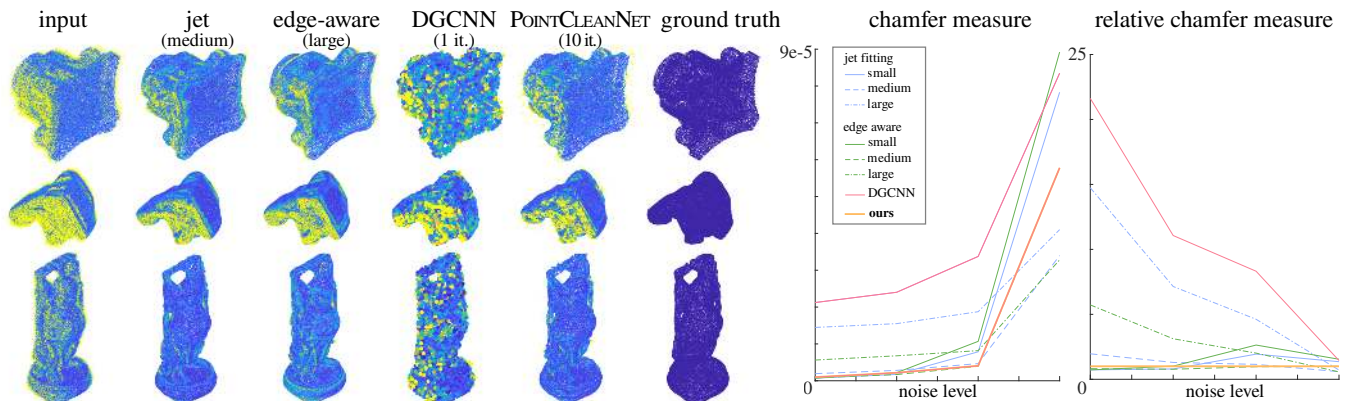 input
jet
(medium)
edge-aware
(large)
DGCNN
(1 it.)
POINTCLEANNET
(10 it.)
ground truth
chamfer measure
9e-5
jet fitting
small
medium
large
edge aware
small
medium
large
DGCNN
ours
0
noise level
relative chamfer measure
25
0
noise level